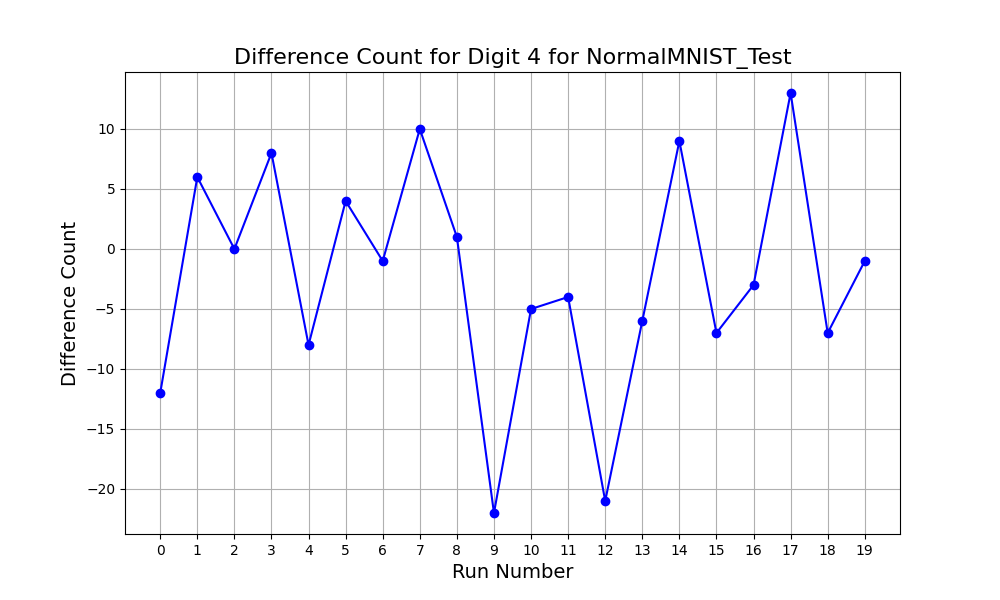 Difference Count for Digit 4 for NormalMNIST_Test
Difference Count
10
5
0
−5
−10
−15
−20
0 1 2 3 4 5 6 7 8 9 10 11 12 13 14 15 16 17 18 19
Run Number